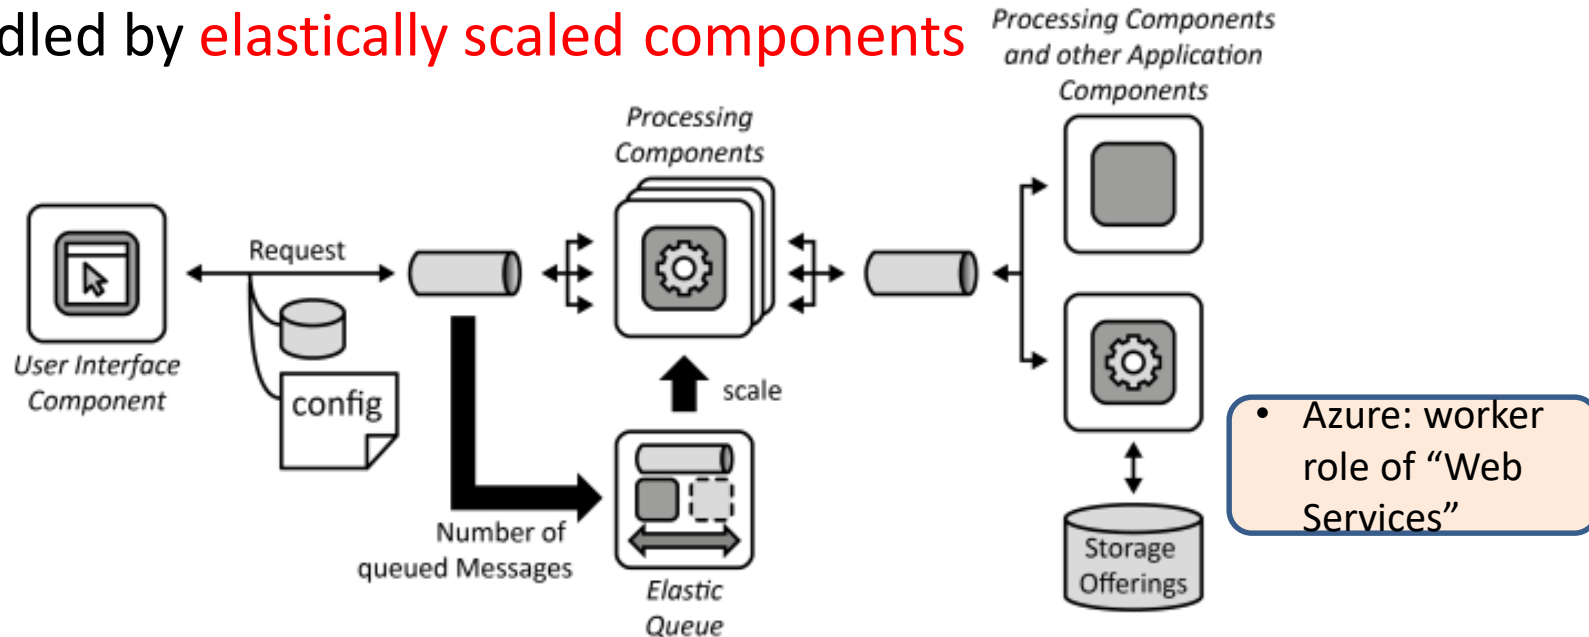 dled by elastically scaled components
Processing Components
and other Application
Components
Processing
Components
Request
User Interface
Component
config
scale
Number of
queued Messages
Elastic
Queue
Storage
Offerings
• Azure: worker
role of “Web
Services”